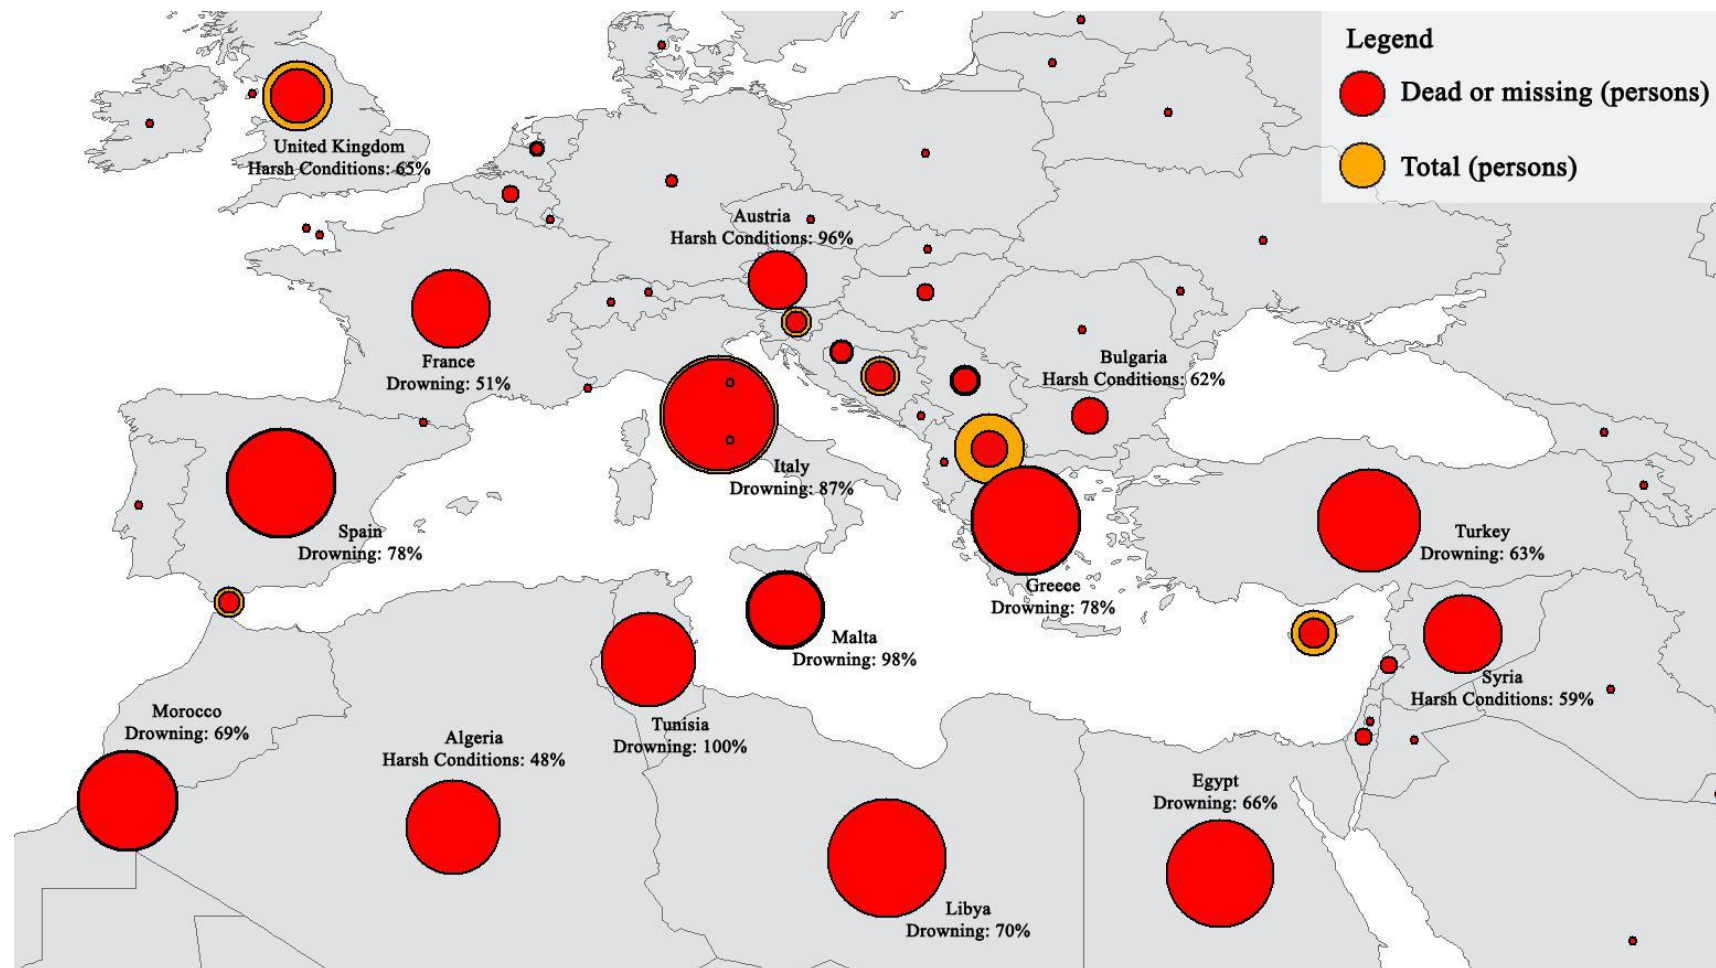 Legend
Dead or missing (persons)
Total (persons)
United Kingdom
Harsh Conditions: 65%
Austria
Harsh Conditions: 96%
France
Drowning: 51%
Bulgaria
Harsh Conditions: 62%
Italy
Drowning: 87%
Spain
Drowning: 78%
Turkey
Drowning: 63%
Greece
Drowning: 78%
Malta
Drowning: 98%
Syria
Harsh Conditions: 59%
Morocco
Drowning: 69%
Tunisia
Drowning: 100%
Algeria
Harsh Conditions: 48%
Egypt
Drowning: 66%
Libya
Drowning: 70%